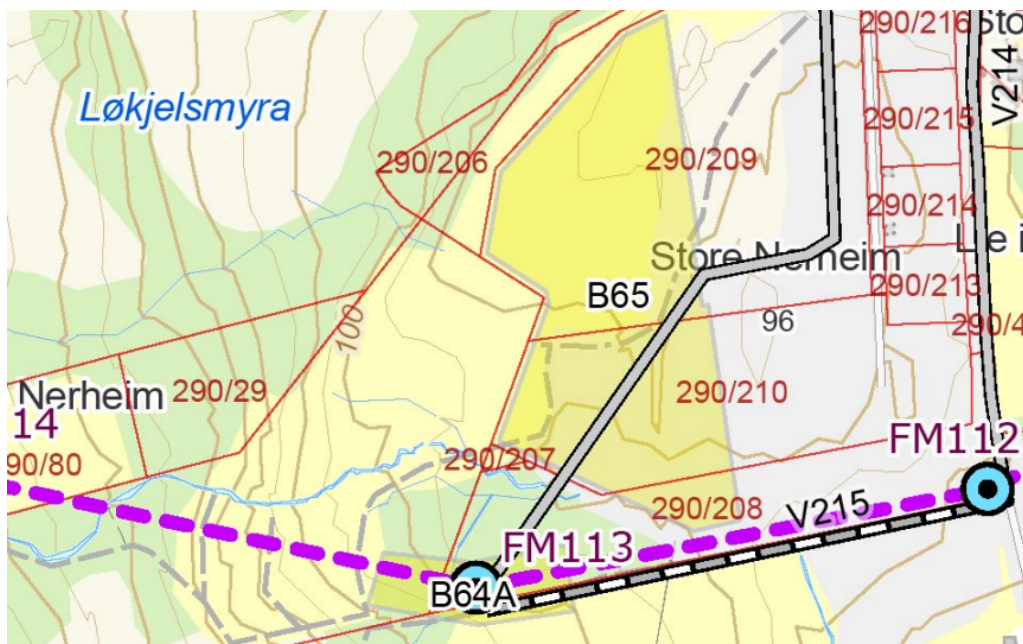 290/216
Sto
V214
Løkjelsmyra
290/206
290/209
290/215
290/214
Store Nerheim
Lie i
B65
290/213
96
290/4
100
Nerheim
290/29
290/210
14
FM112
90/80
290/207
290/208
V215
FM113
B64A